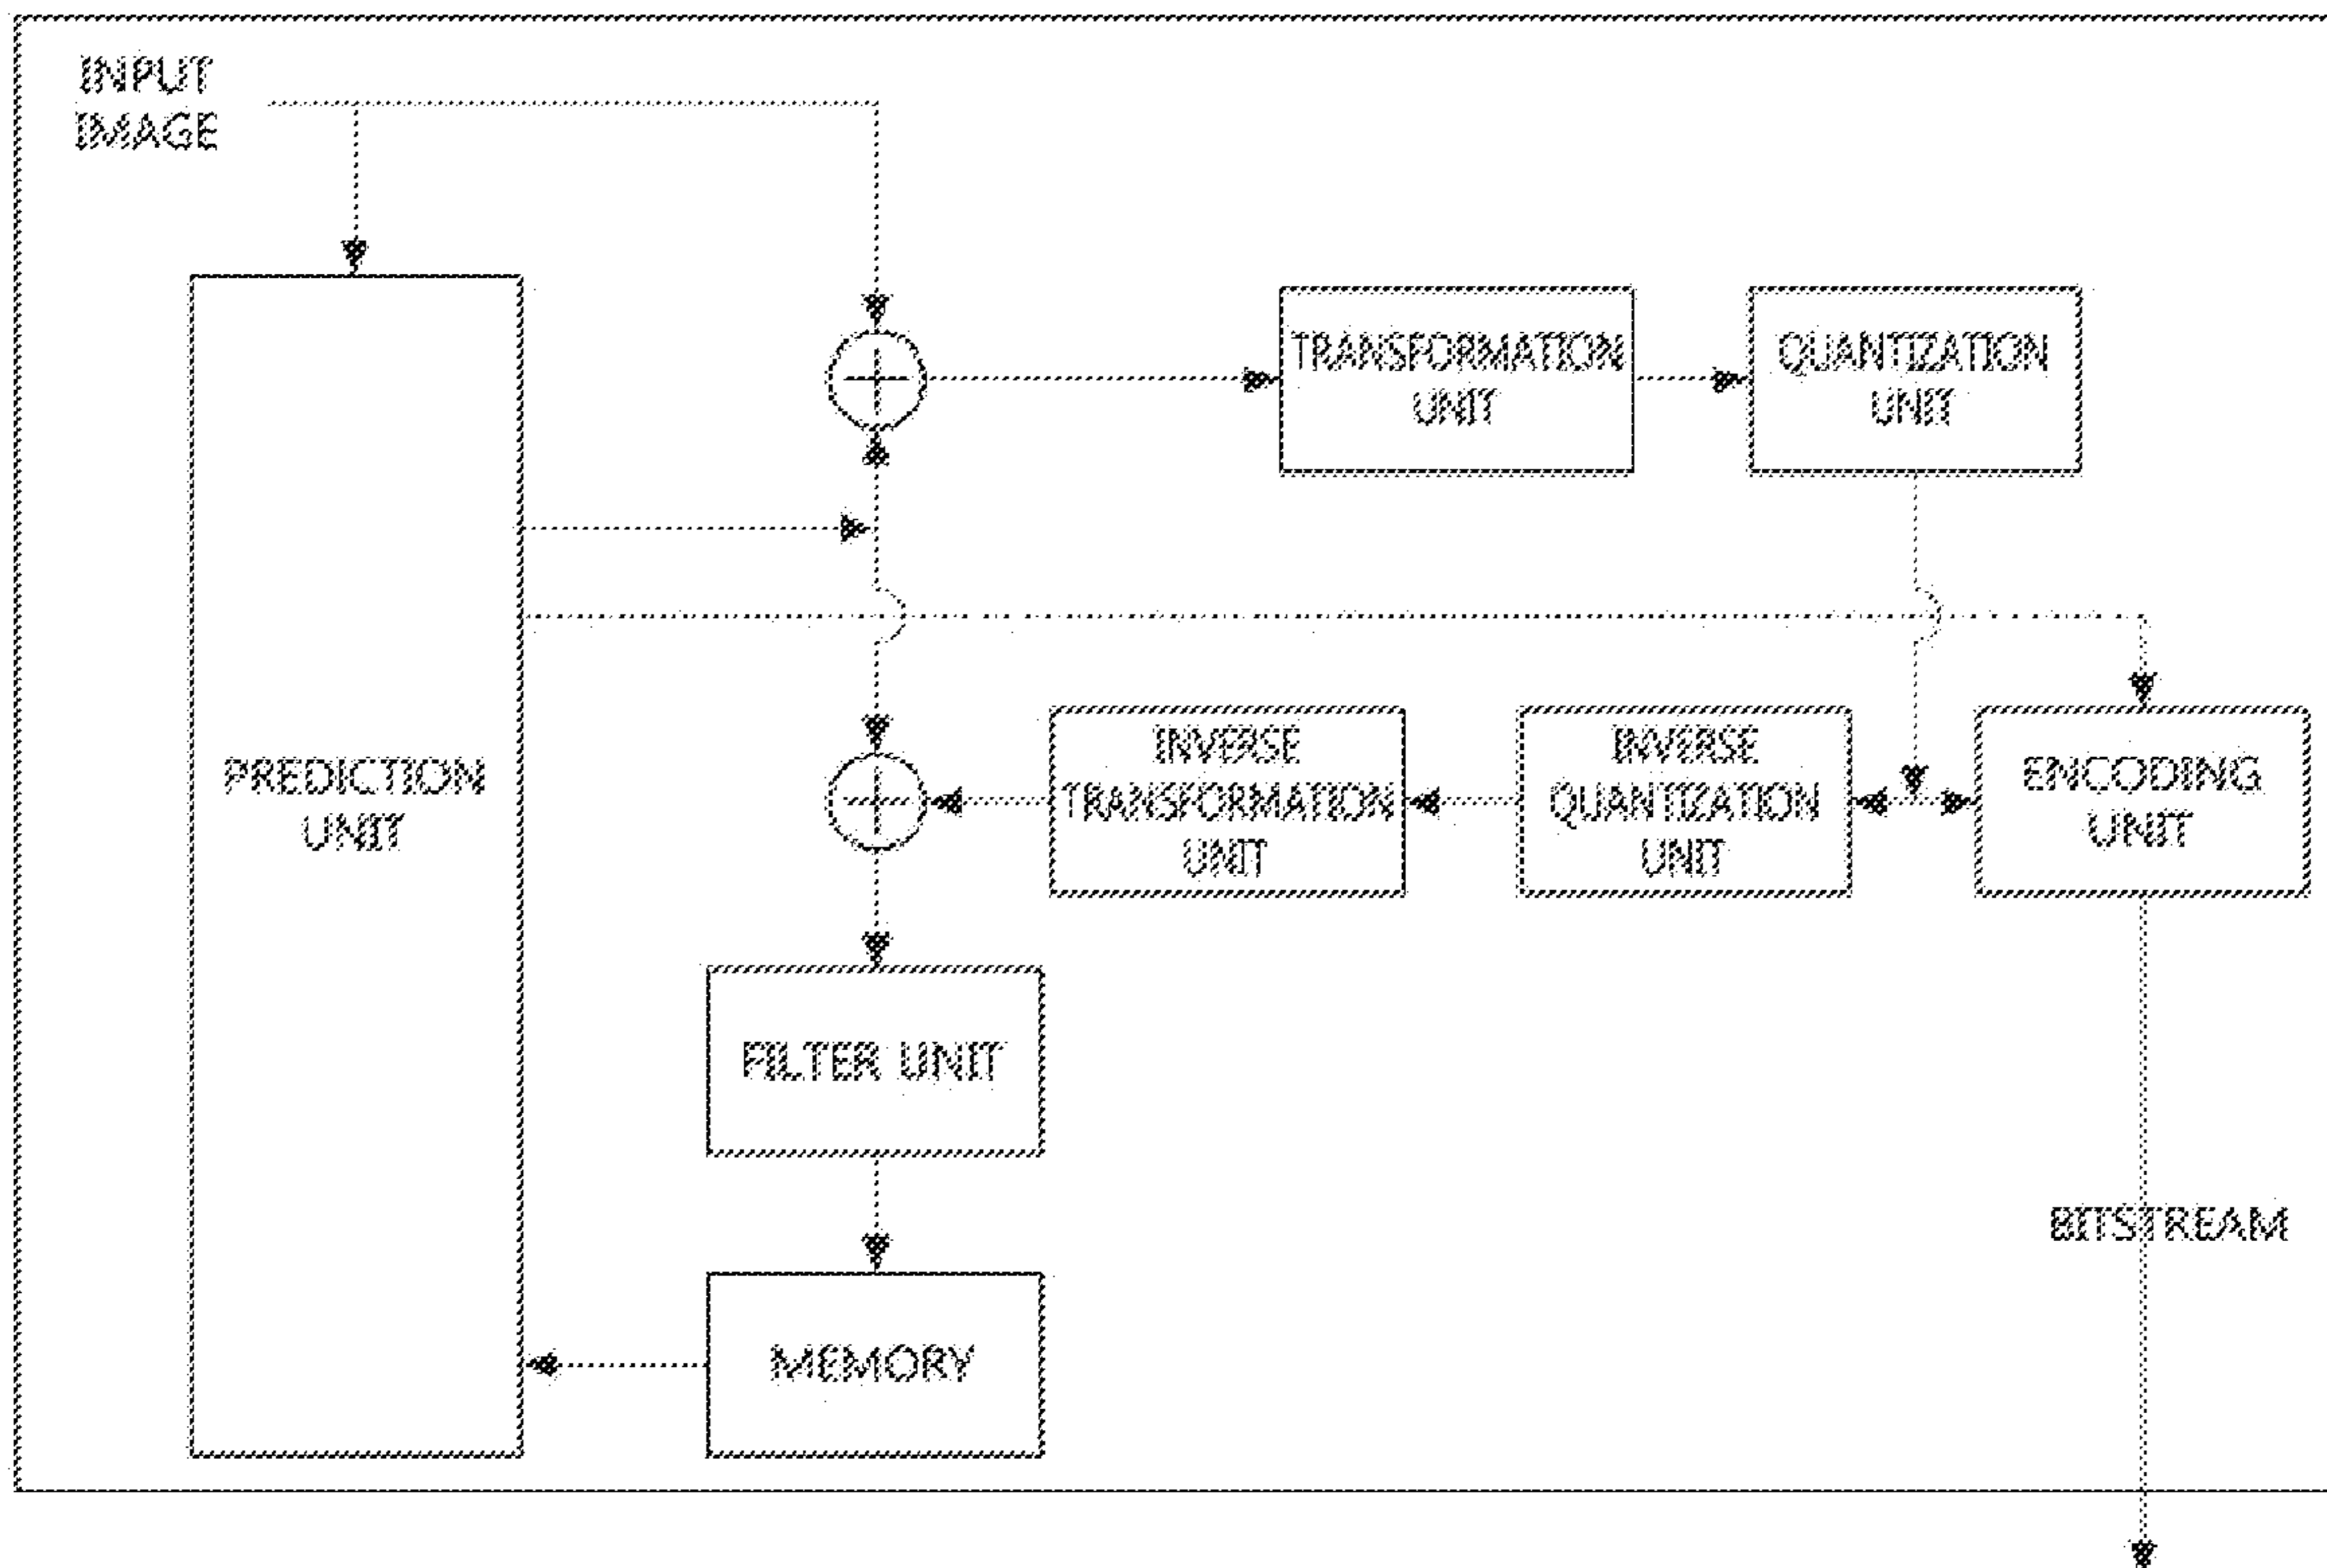 INPUT
IMAGE
TRANSFORMATION
UNIT
QUANTIZATION
UNIT
PREDICTION
UNIT
INVERSE
TRANSFORMATION
UNIT
INVERSE
QUANTIZATION
UNIT
ENCODING
UNIT
FILTER UNIT
BITSTREAM
MEMORY